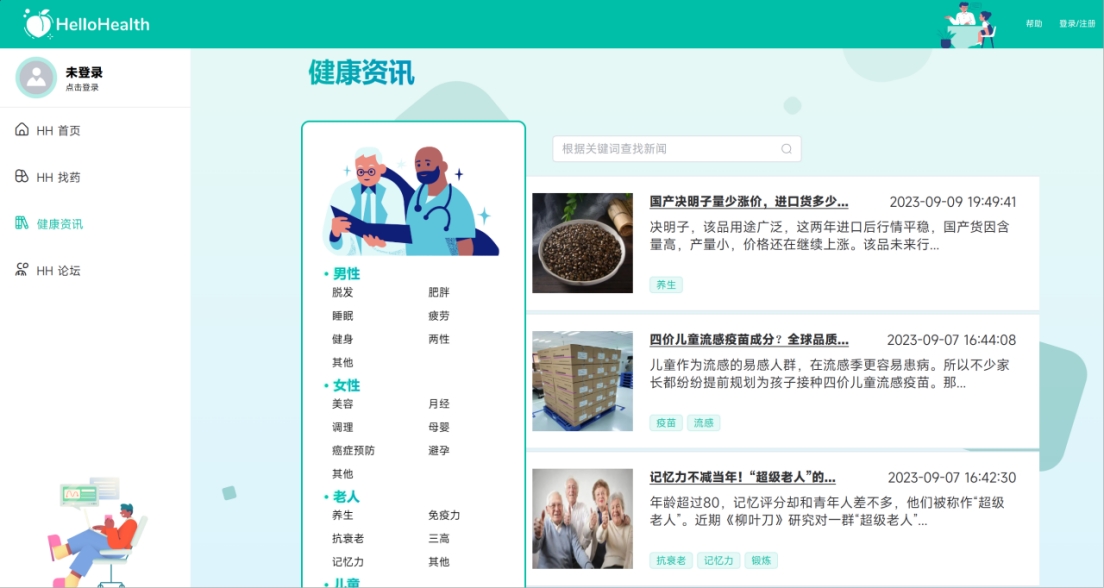 HelloHealth
帮助
登录/注册
未登录
点击登录
HH 首页
HH 找药
健康资讯
HH 论坛
健康资讯
• 男性
脱发 肥胖
睡眠 疲劳
健身 两性
其他
• 女性
美容 月经
调理 母婴
癌症预防 避孕
其他
• 老人
养生 免疫力
抗衰老 三高
记忆力 其他
• 儿童
根据关键词查找新闻
国产决明子量少涨价，进口货多少... 2023-09-09 19:49:41
决明子，该品用途广泛，这两年进口后行情平稳，国产货因含
量高，产量小，价格还在继续上涨。该品未来行...
养生
四价儿童流感疫苗成分？全球品质... 2023-09-07 16:44:08
儿童作为流感的易感人群，在流感季更容易患病。所以不少家
长都纷纷提前规划为孩子接种四价儿童流感疫苗。那...
疫苗 流感
记忆力不减当年！“超级老人”的... 2023-09-07 16:42:30
年龄超过80，记忆评分却和青年人差不多，他们被称作“超级
老人”。近期《柳叶刀》研究对一群“超级老人”...
抗衰老 记忆力 锻炼